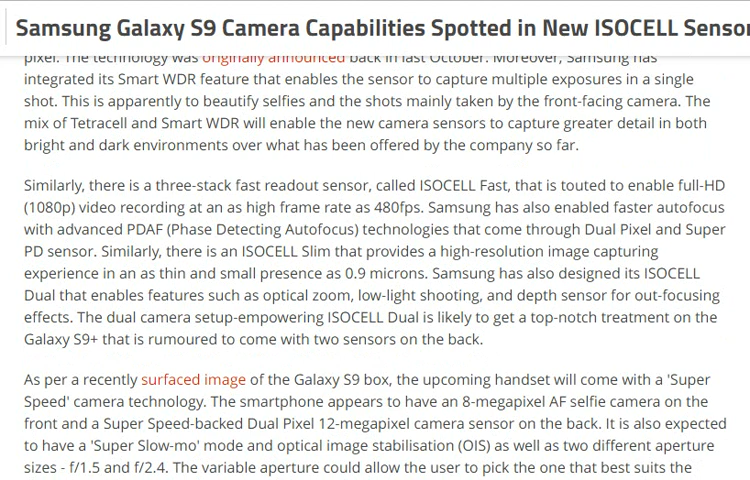 Samsung Galaxy S9 Camera Capabilities Spotted in New ISOCELL Sensor
pixel. The technology was originally announced back in last October. Moreover, Samsung has
integrated its Smart WDR feature that enables the sensor to capture multiple exposures in a single
shot. This is apparently to beautify selfies and the shots mainly taken by the front-facing camera. The
mix of Tetracell and Smart WDR will enable the new camera sensors to capture greater detail in both
bright and dark environments over what has been offered by the company so far.
Similarly, there is a three-stack fast readout sensor, called ISOCELL Fast, that is touted to enable full-HD
(1080p) video recording at an as high frame rate as 480fps. Samsung has also enabled faster autofocus
with advanced PDAF (Phase Detecting Autofocus) technologies that come through Dual Pixel and Super
PD sensor. Similarly, there is an ISOCELL Slim that provides a high-resolution image capturing
experience in an as thin and small presence as 0.9 microns. Samsung has also designed its ISOCELL
Dual that enables features such as optical zoom, low-light shooting, and depth sensor for out-focusing
effects. The dual camera setup-empowering ISOCELL Dual is likely to get a top-notch treatment on the
Galaxy S9+ that is rumoured to come with two sensors on the back.
As per a recently surfaced image of the Galaxy S9 box, the upcoming handset will come with a 'Super
Speed' camera technology. The smartphone appears to have an 8-megapixel AF selfie camera on the
front and a Super Speed-backed Dual Pixel 12-megapixel camera sensor on the back. It is also expected
to have a 'Super Slow-mo' mode and optical image stabilisation (OIS) as well as two different aperture
sizes - f/1.5 and f/2.4. The variable aperture could allow the user to pick the one that best suits the